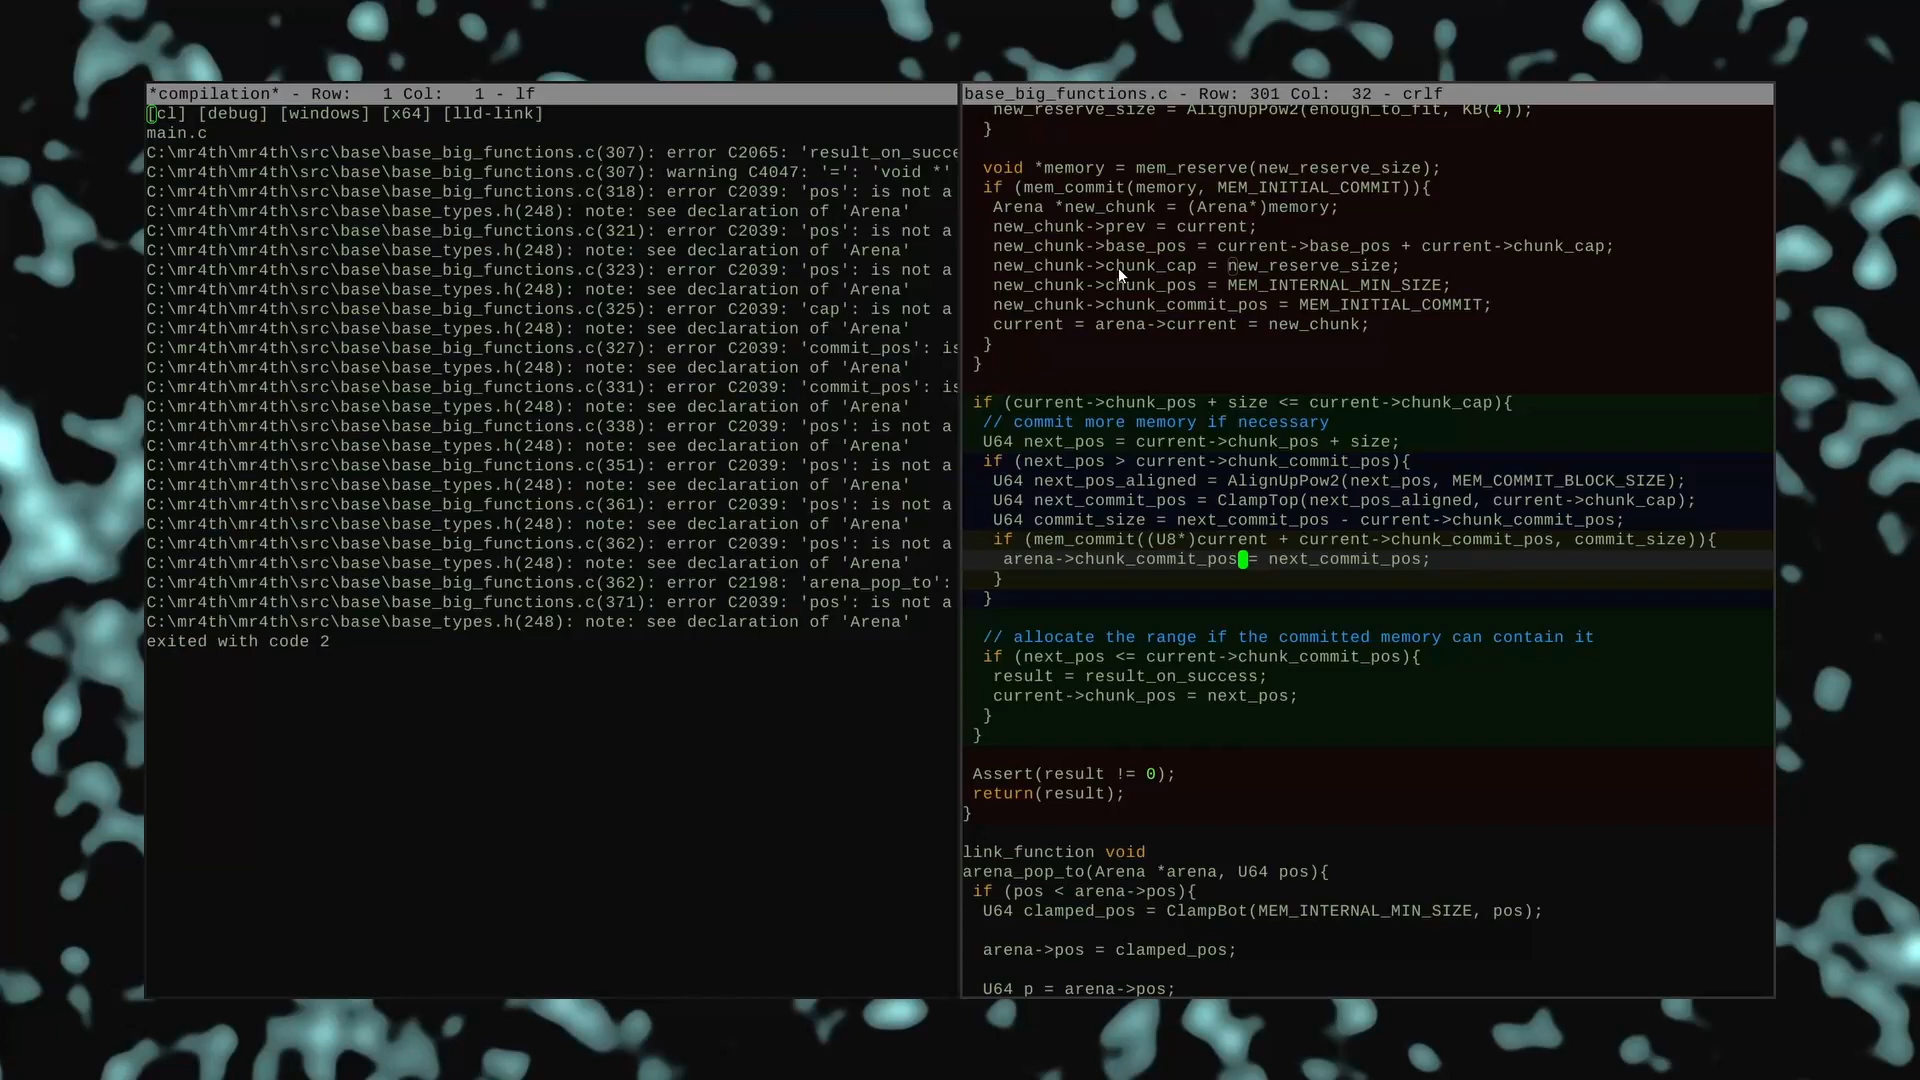 *compilation* - Row:   1 Col:   1 - lf
[cl] [debug] [windows] [x64] [lld-link]
main.c
C:\mr4th\mr4th\src\base\base_big_functions.c(307): error C2065: 'result_on_succe
C:\mr4th\mr4th\src\base\base_big_functions.c(307): warning C4047: '=': 'void *'
C:\mr4th\mr4th\src\base\base_big_functions.c(318): error C2039: 'pos': is not a
C:\mr4th\mr4th\src\base\base_types.h(248): note: see declaration of 'Arena'
C:\mr4th\mr4th\src\base\base_big_functions.c(321): error C2039: 'pos': is not a
C:\mr4th\mr4th\src\base\base_types.h(248): note: see declaration of 'Arena'
C:\mr4th\mr4th\src\base\base_big_functions.c(323): error C2039: 'pos': is not a
C:\mr4th\mr4th\src\base\base_types.h(248): note: see declaration of 'Arena'
C:\mr4th\mr4th\src\base\base_big_functions.c(325): error C2039: 'cap': is not a
C:\mr4th\mr4th\src\base\base_types.h(248): note: see declaration of 'Arena'
C:\mr4th\mr4th\src\base\base_big_functions.c(327): error C2039: 'commit_pos': is
C:\mr4th\mr4th\src\base\base_types.h(248): note: see declaration of 'Arena'
C:\mr4th\mr4th\src\base\base_big_functions.c(331): error C2039: 'commit_pos': is
C:\mr4th\mr4th\src\base\base_types.h(248): note: see declaration of 'Arena'
C:\mr4th\mr4th\src\base\base_big_functions.c(338): error C2039: 'pos': is not a
C:\mr4th\mr4th\src\base\base_types.h(248): note: see declaration of 'Arena'
C:\mr4th\mr4th\src\base\base_big_functions.c(351): error C2039: 'pos': is not a
C:\mr4th\mr4th\src\base\base_types.h(248): note: see declaration of 'Arena'
C:\mr4th\mr4th\src\base\base_big_functions.c(361): error C2039: 'pos': is not a
C:\mr4th\mr4th\src\base\base_types.h(248): note: see declaration of 'Arena'
C:\mr4th\mr4th\src\base\base_big_functions.c(362): error C2039: 'pos': is not a
C:\mr4th\mr4th\src\base\base_types.h(248): note: see declaration of 'Arena'
C:\mr4th\mr4th\src\base\base_big_functions.c(362): error C2198: 'arena_pop_to':
C:\mr4th\mr4th\src\base\base_big_functions.c(371): error C2039: 'pos': is not a
C:\mr4th\mr4th\src\base\base_types.h(248): note: see declaration of 'Arena'
exited with code 2
base_big_functions.c - Row: 301 Col:  32 - crlf
new_reserve_size = AlignUpPow2(enough_to_fit, KB(4));
}
void *memory = mem_reserve(new_reserve_size);
if (mem_commit(memory, MEM_INITIAL_COMMIT)){
Arena *new_chunk = (Arena*)memory;
new_chunk->prev = current;
new_chunk->base_pos = current->base_pos + current->chunk_cap;
new_chunk->chunk_cap = new_reserve_size;
new_chunk->chunk_pos = MEM_INTERNAL_MIN_SIZE;
new_chunk->chunk_commit_pos = MEM_INITIAL_COMMIT;
current = arena->current = new_chunk;
}
}
if (current->chunk_pos + size <= current->chunk_cap){
// commit more memory if necessary
U64 next_pos = current->chunk_pos + size;
if (next_pos > current->chunk_commit_pos){
U64 next_pos_aligned = AlignUpPow2(next_pos, MEM_COMMIT_BLOCK_SIZE);
U64 next_commit_pos = ClampTop(next_pos_aligned, current->chunk_cap);
U64 commit_size = next_commit_pos - current->chunk_commit_pos;
if (mem_commit((U8*)current + current->chunk_commit_pos, commit_size)){
arena->chunk_commit_pos = next_commit_pos;
}
}
// allocate the range if the committed memory can contain it
if (next_pos <= current->chunk_commit_pos){
result = result_on_success;
current->chunk_pos = next_pos;
}
}
Assert(result != 0);
return(result);
}
link_function void
arena_pop_to(Arena *arena, U64 pos){
if (pos < arena->pos){
U64 clamped_pos = ClampBot(MEM_INTERNAL_MIN_SIZE, pos);
arena->pos = clamped_pos;
U64 p = arena->pos;